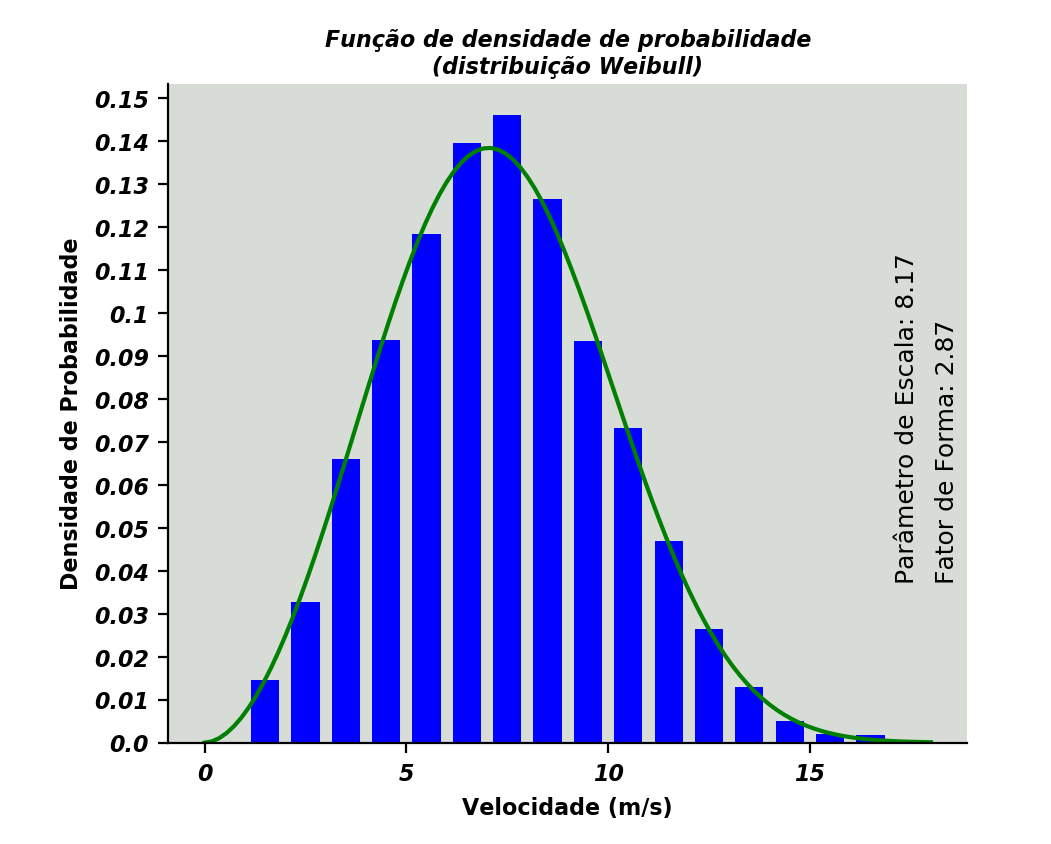 Função de densidade de probabilidade
(distribuição Weibull)
0.15
0.14
0.13
0.12
0.11
0.1
0.09
0.08
0.07
0.06
0.05
0.04
0.03
0.02
0.01
0.0
Densidade de Probabilidade
Parâmetro de Escala: 8.17
Fator de Forma: 2.87
0 5 10 15
Velocidade (m/s)